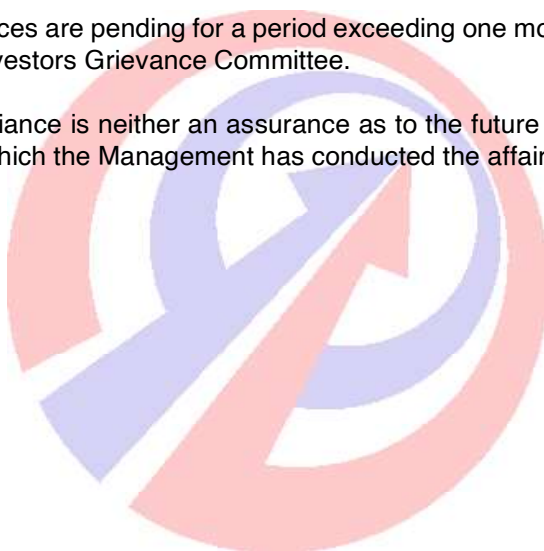 ces are pending for a period exceeding one mo
vestors Grievance Committee.
iance is neither an assurance as to the future
hich the Management has conducted the affair